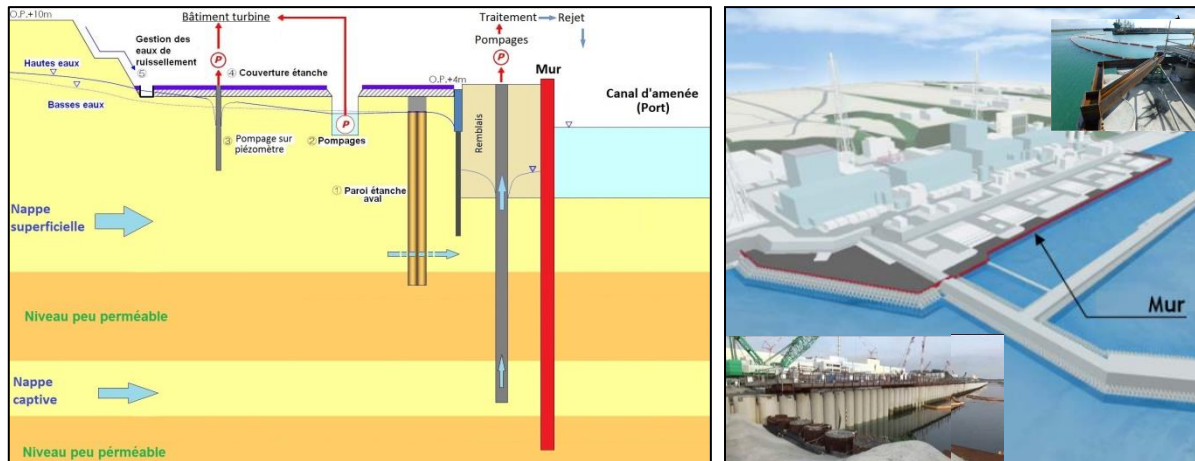 O.P.+10m
Bâtiment turbine
Traitement
Rejet
Gestion des
eaux de
ruissellement
⑤
Pompages
P
P
④ Couverture étanche
O.P.+4m
Mur
Hautes eaux
Basses eaux
Canal d'amenée
(Port)
P
③ Pompage sur
piézomètre
② Pompages
Remblais
① Paroi étanche
aval
Nappe
superficielle
Niveau peu perméable
Nappe
captive
Niveau peu pérméable
Mur